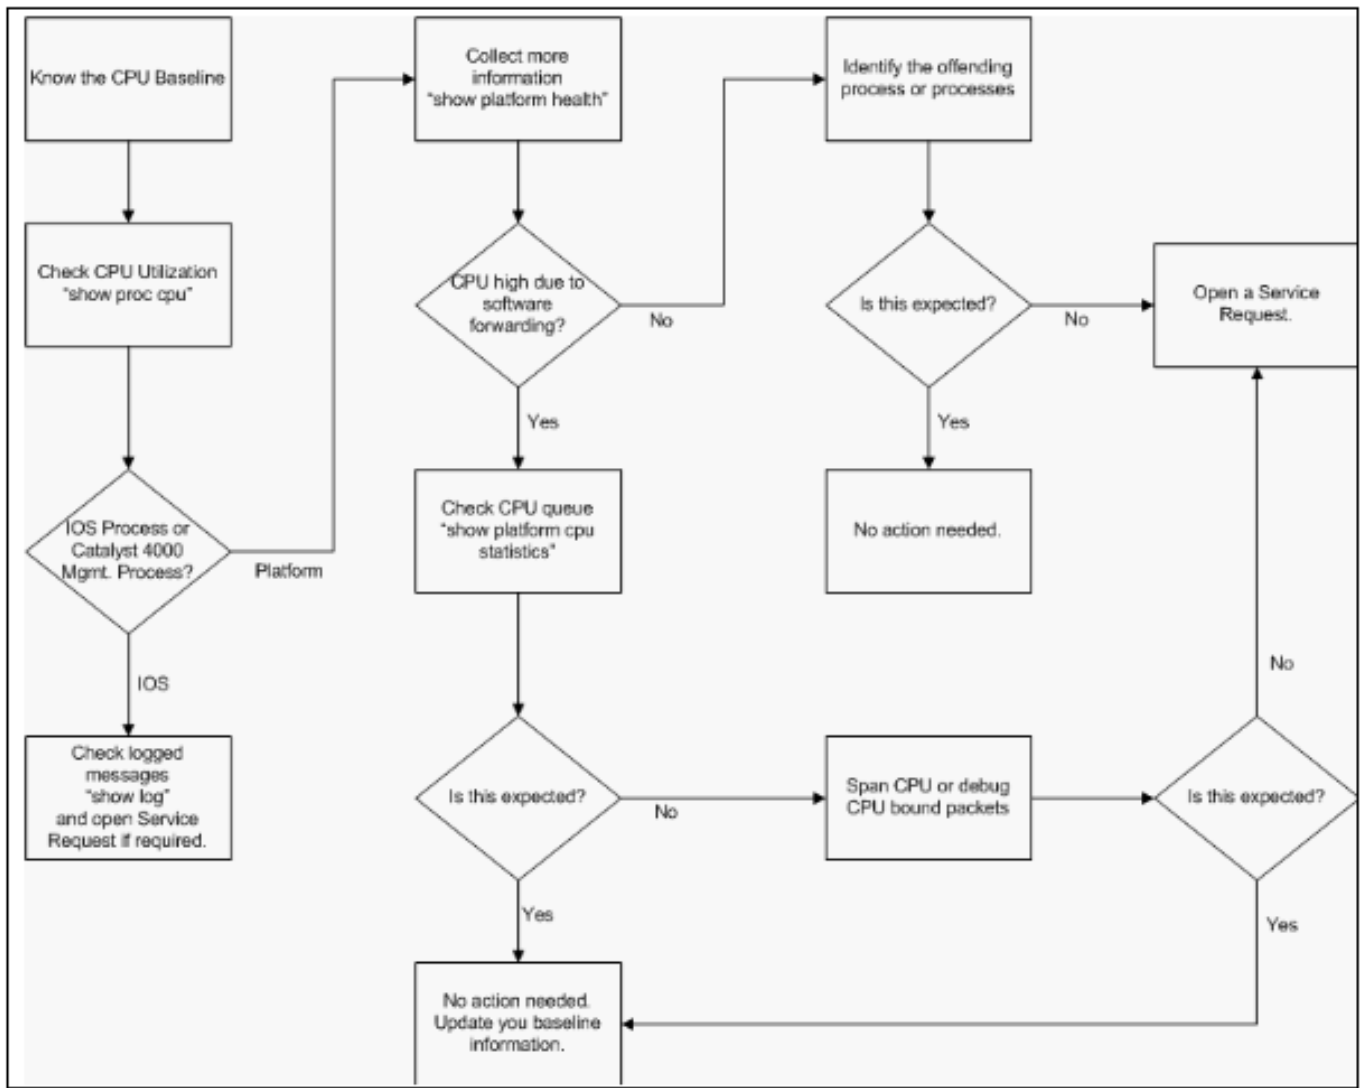 Know the CPU Baseline
Check CPU Utilization
“show proc cpu”
IOS Process or
Catalyst 4000
Mgmt. Process?
Platform
IOS
Check logged
messages
“show log”
and open Service
Request if required.
Collect more
information
“show platform health”
CPU high due to
software
forwarding?
No
Yes
Check CPU queue
“show platform cpu
statistics”
Is this expected?
No
Yes
No action needed.
Update you baseline
information.
Identify the offending
process or processes
Is this expected?
No
Yes
No action needed.
Span CPU or debug
CPU bound packets
Open a Service
Request.
No
Is this expected?
Yes